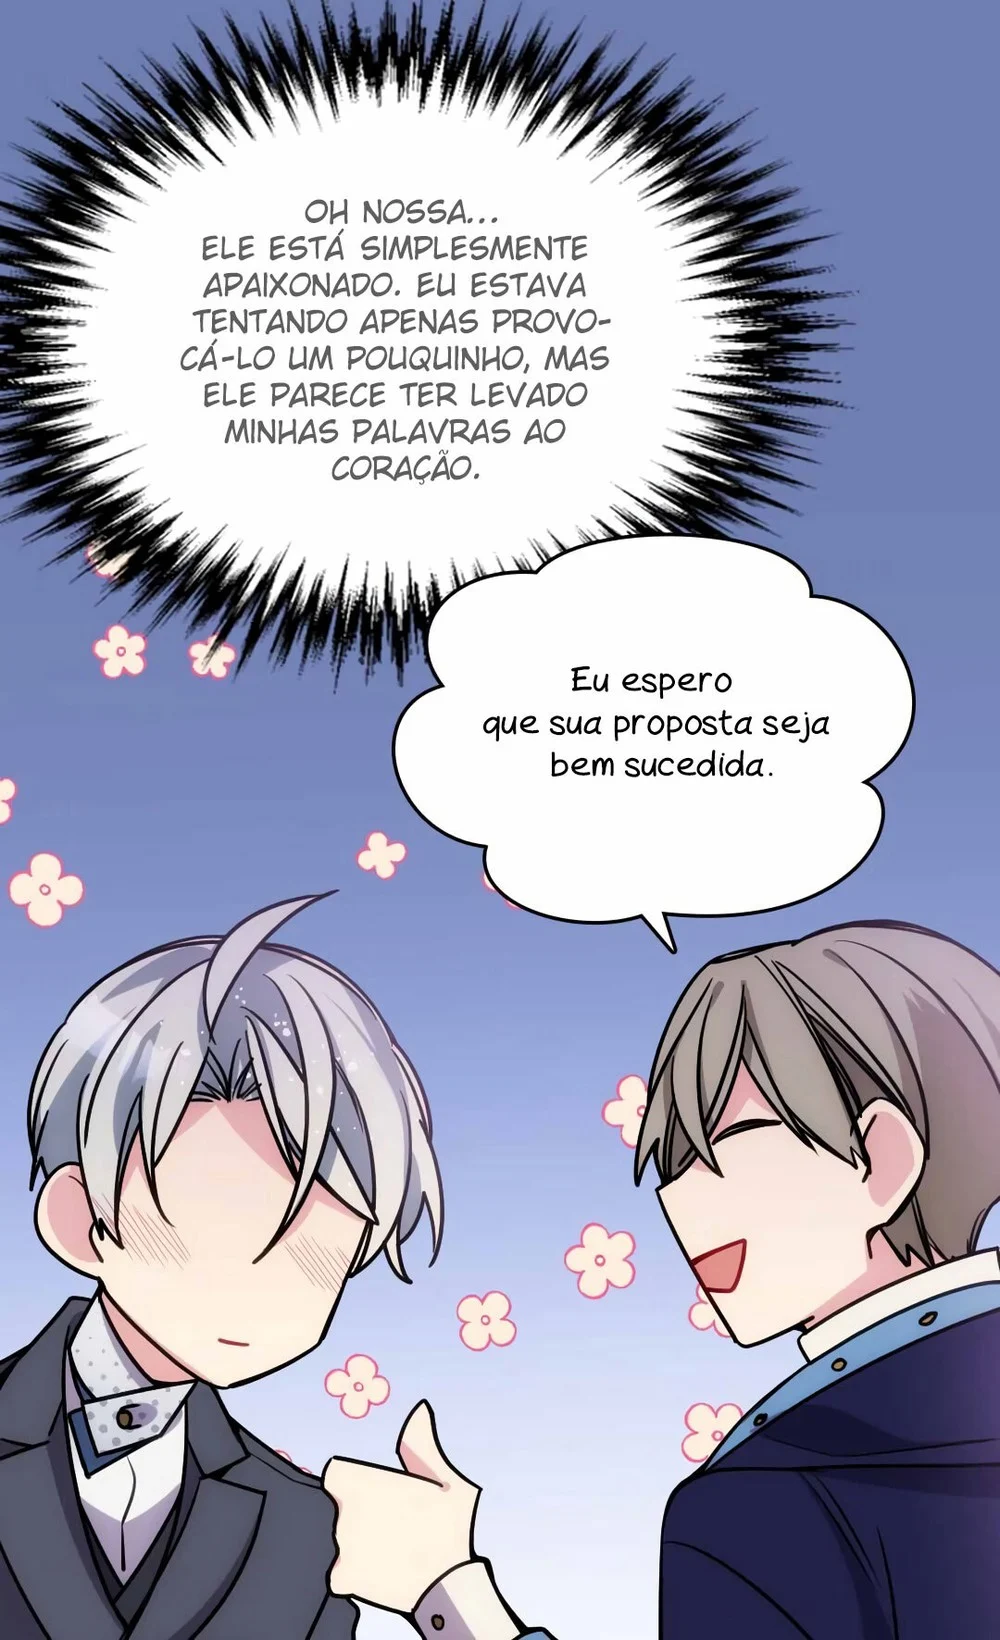 OH NOSSA...
ELE ESTÁ SIMPLESMENTE
APAIXONADO. EU ESTAVA
TENTANDO APENAS PROVO-
CÁ-LO UM POUQUINHO, MAS
ELE PARECE TER LEVADO
MINHAS PALAVRAS AO
CORAÇÃO.
Eu espero
que sua proposta seja
bem sucedida.